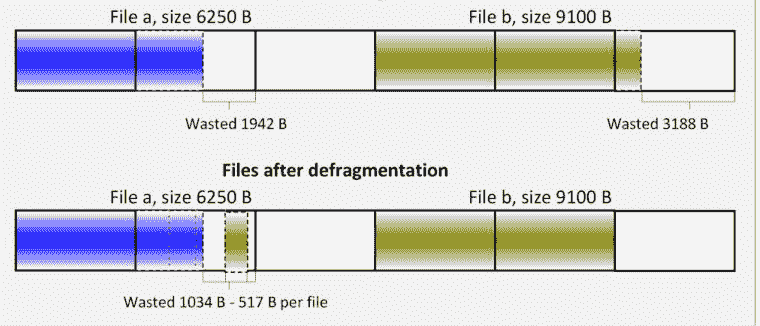 File a, size 6250 B
File b, size 9100 B
Wasted 1942 B
Wasted 3188 B
Files after defragmentation
File a, size 6250 B
File b, size 9100 B
Wasted 1034 B - 517 B per file